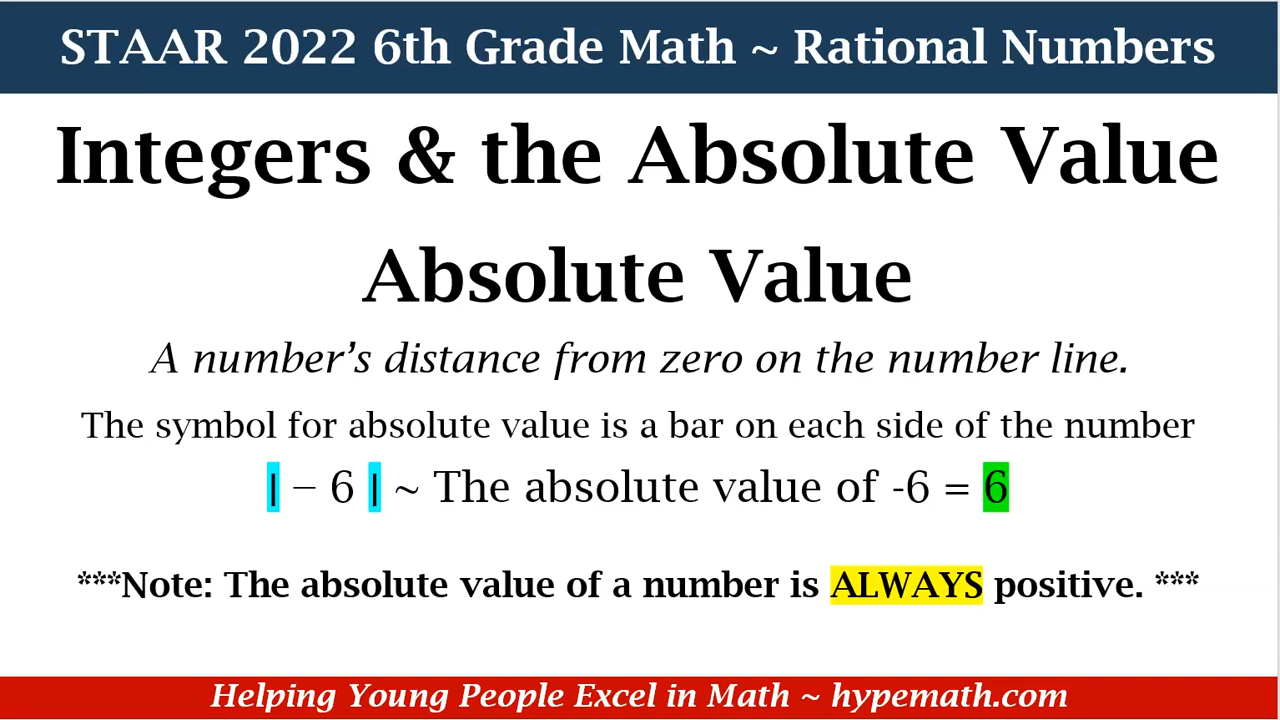 STAAR 2022 6th Grade Math ~ Rational Numbers
Integers & the Absolute Value
Absolute Value
A number’s distance from zero on the number line.
The symbol for absolute value is a bar on each side of the number
| – 6 | ~ The absolute value of -6 = 6
***Note: The absolute value of a number is ALWAYS positive. ***
Helping Young People Excel in Math ~ hypemath.com